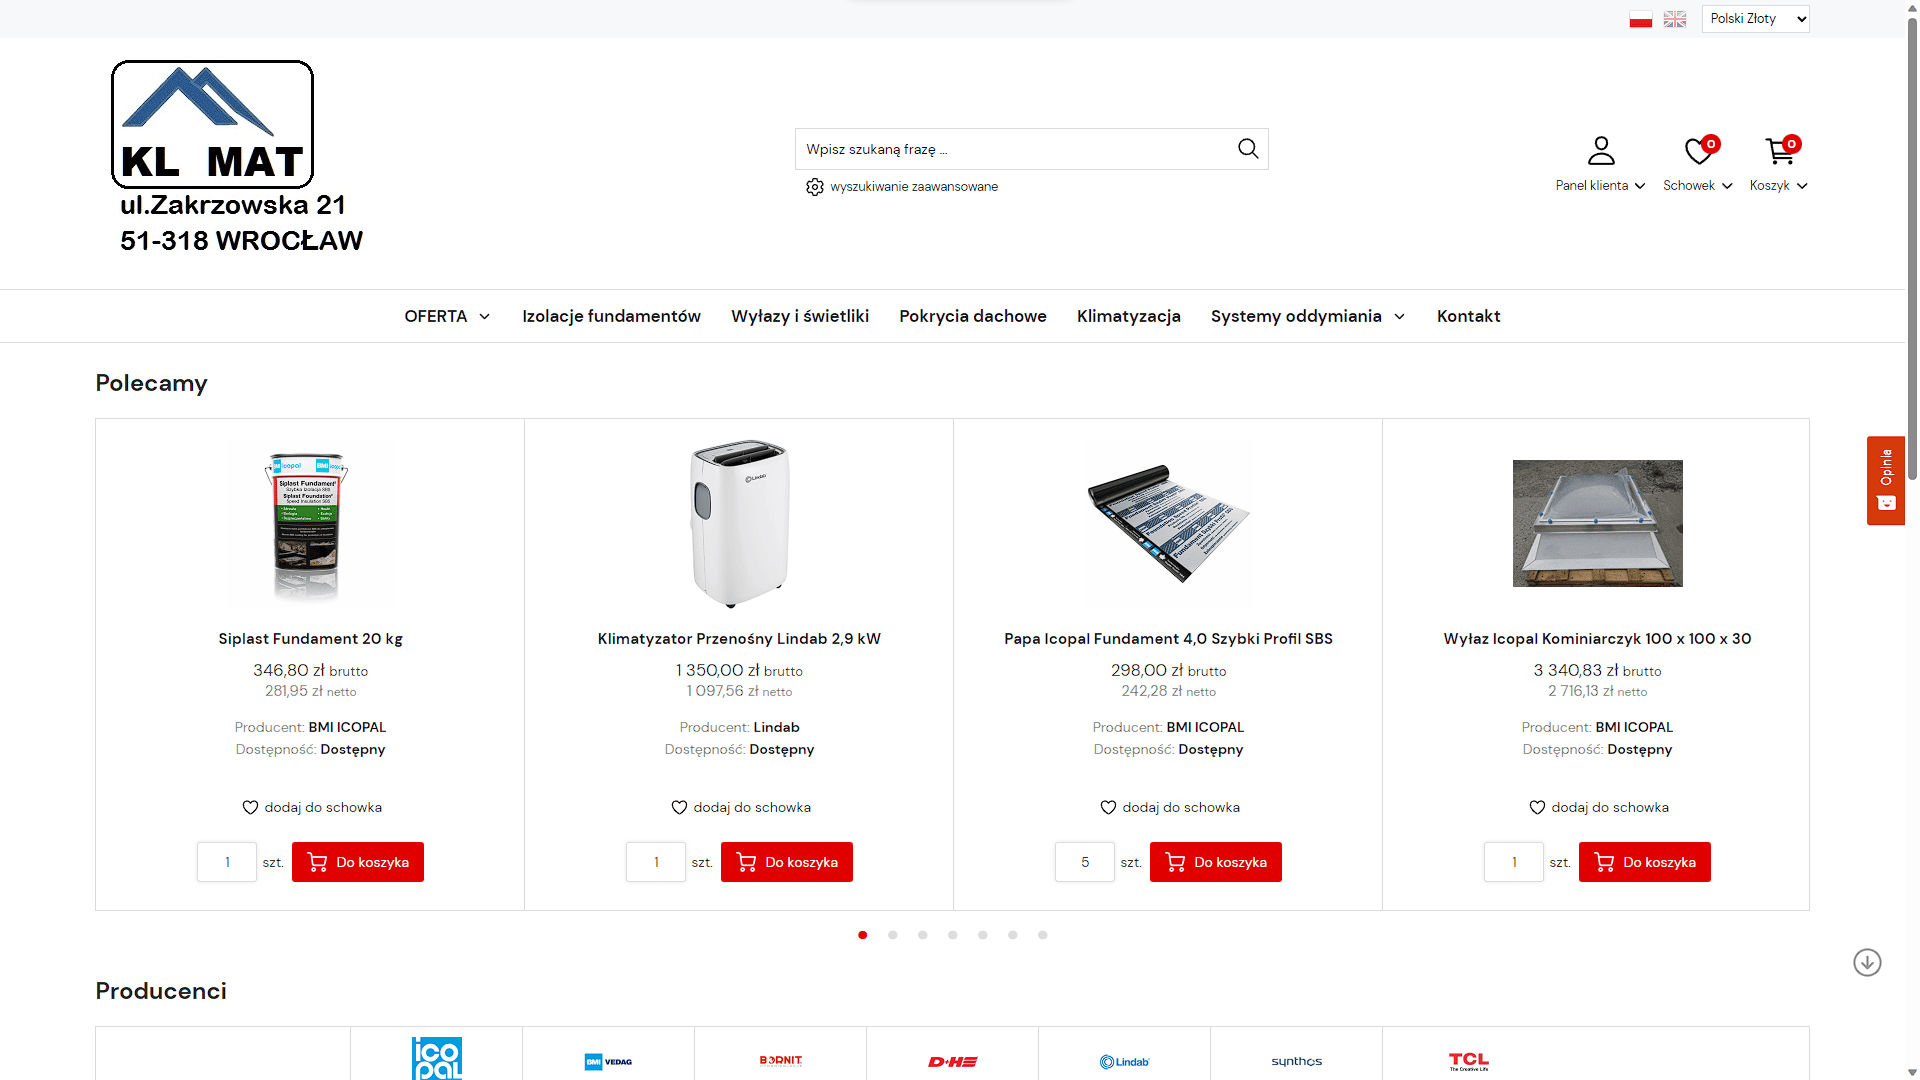 Polski Złoty
KL MAT
ul.Zakrzowska 21
51-318 WROCŁAW
Wpisz szukaną frazę ...
wyszukiwanie zaawansowane
Panel klienta
0
Schowek
0
Koszyk
OFERTA
Izolacje fundamentów
Wyłazy i świetliki
Pokrycia dachowe
Klimatyzacja
Systemy oddymiania
Kontakt
Polecamy
Siplast Fundament 20 kg
346,80 zł brutto
281,95 zł netto
Producent: BMI ICOPAL
Dostępność: Dostępny
dodaj do schowka
1 szt. Do koszyka
Klimatyzator Przenośny Lindab 2,9 kW
1 350,00 zł brutto
1 097,56 zł netto
Producent: Lindab
Dostępność: Dostępny
dodaj do schowka
1 szt. Do koszyka
Papa Icopal Fundament 4,0 Szybki Profil SBS
298,00 zł brutto
242,28 zł netto
Producent: BMI ICOPAL
Dostępność: Dostępny
dodaj do schowka
5 szt. Do koszyka
Wyłaz Icopal Kominiarczyk 100 x 100 x 30
3 340,83 zł brutto
2 716,13 zł netto
Producent: BMI ICOPAL
Dostępność: Dostępny
dodaj do schowka
1 szt. Do koszyka
Opinia
Producenci
icopal
BMI VEDAG
BORNIT
D+H
Lindab
synthos
TCL
The Creative Life